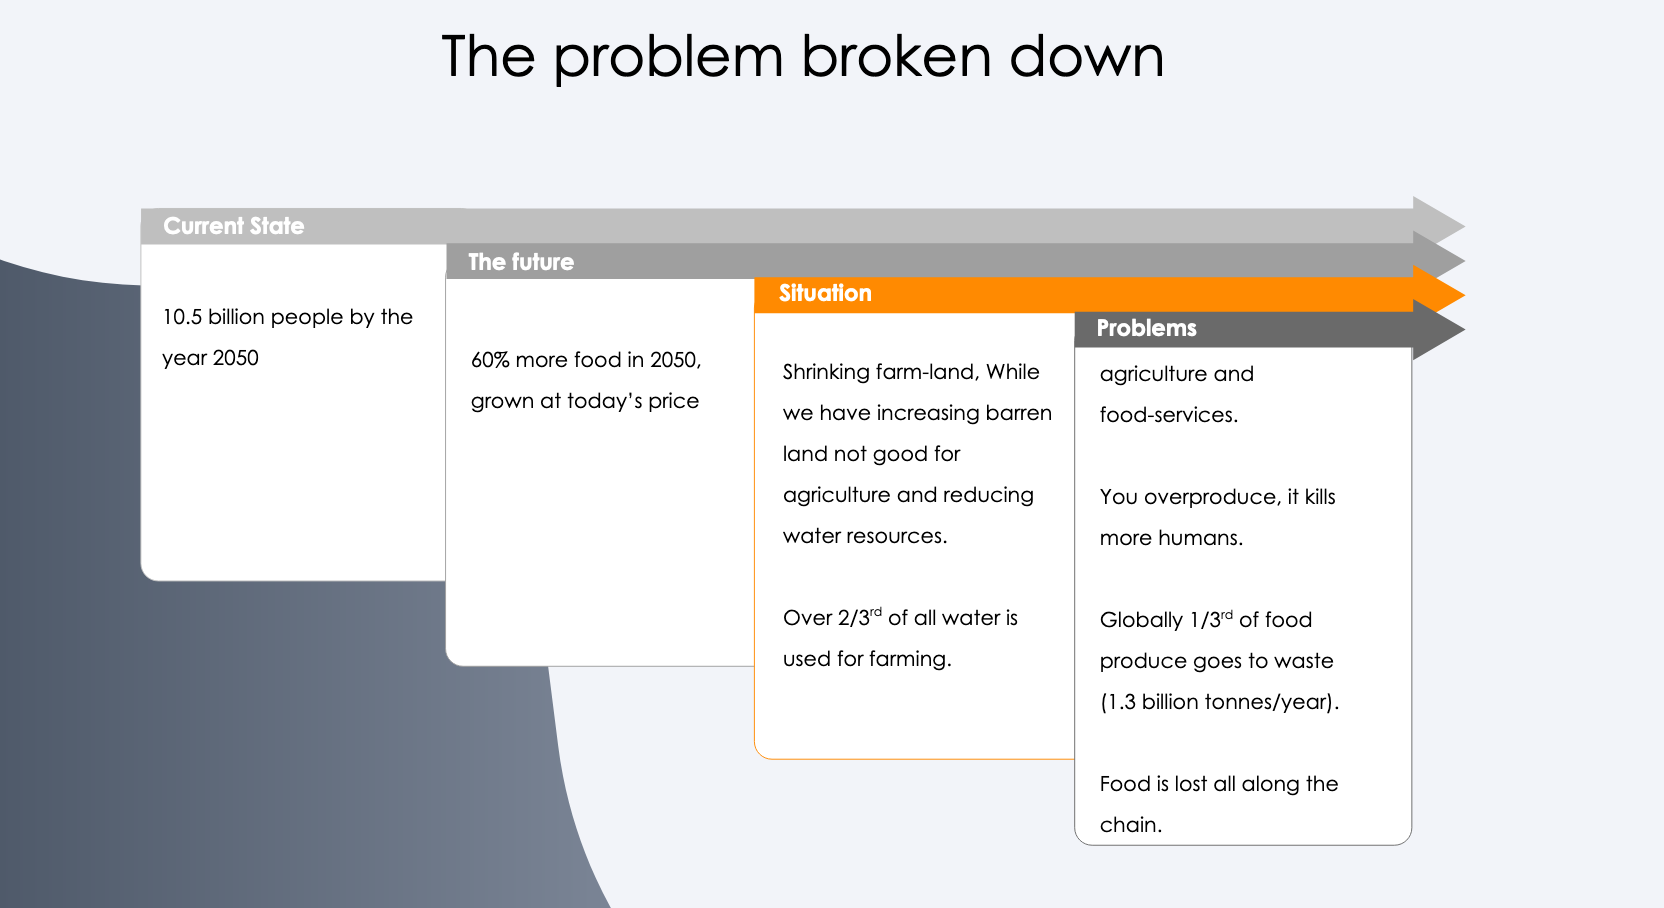 The problem broken down
Current State
10.5 billion people by the
year 2050
The future
60% more food in 2050,
grown at today’s price
Situation
Shrinking farm-land, While
we have increasing barren
land not good for
agriculture and reducing
water resources.
Over 2/3rd of all water is
used for farming.
Problems
agriculture and
food-services.
You overproduce, it kills
more humans.
Globally 1/3rd of food
produce goes to waste
(1.3 billion tonnes/year).
Food is lost all along the
chain.